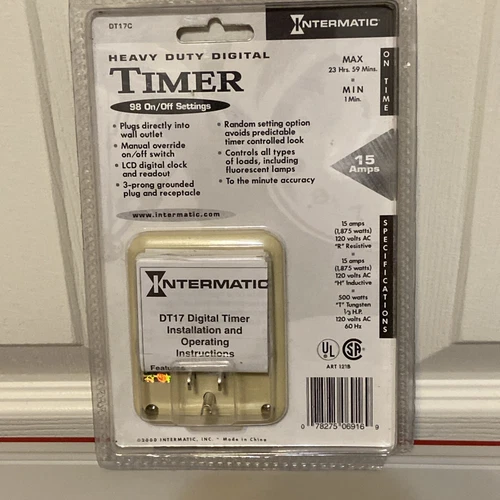 DT17C
INTERMATIC®
HEAVY DUTY DIGITAL
TIMER
98 On/Off Settings
• Plugs directly into wall outlet
• Manual override on/off switch
• LCD digital clock and readout
• 3-prong grounded plug and receptacle
• Random setting option avoids predictable timer controlled look
• Controls all types of loads, including fluorescent lamps
• To the minute accuracy
www.intermatic.com
MAX
23 Hrs. 59 Mins.
MIN
1 Min.
ON TIME
15
Amps
15 amps
(1,875 watts)
120 volts AC
"R" Resistive
15 amps
(1,875 watts)
120 volts AC
"H" Inductive
500 watts
"T" Tungsten
1/3 H.P.
120 volts AC
60 Hz
SPECIFICATIONS
INTERMATIC
DT17 Digital Timer
Installation and
Operating
Instructions
UL
SA
ART 121B
0 78275 06916 9
©2000 INTERMATIC, INC. • Made in China